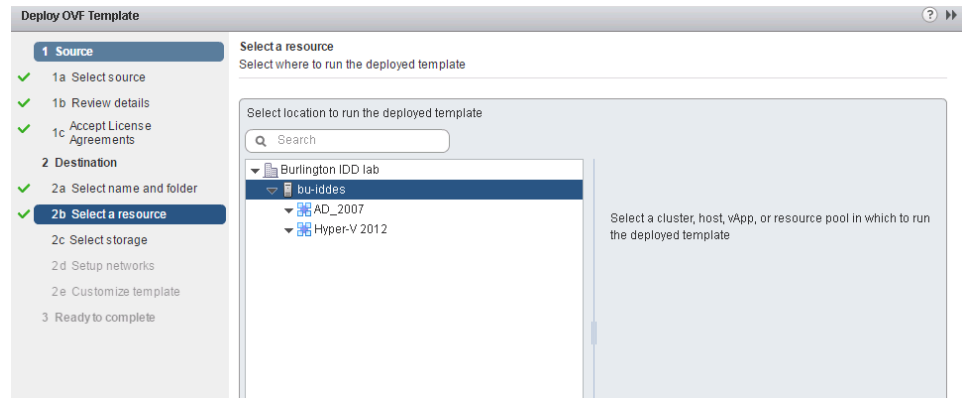 Deploy OVF Template
1 Source
1a Select source
1b Review details
1c Accept License
Agreements
2 Destination
2a Select name and folder
2b Select a resource
2c Select storage
2d Setup networks
2e Customize template
3 Ready to complete
Select a resource
Select where to run the deployed template
Select location to run the deployed template
Search
Burlington IDD lab
bu-iddes
AD_2007
Hyper-V 2012
Select a cluster, host, vApp, or resource pool in which to run
the deployed template